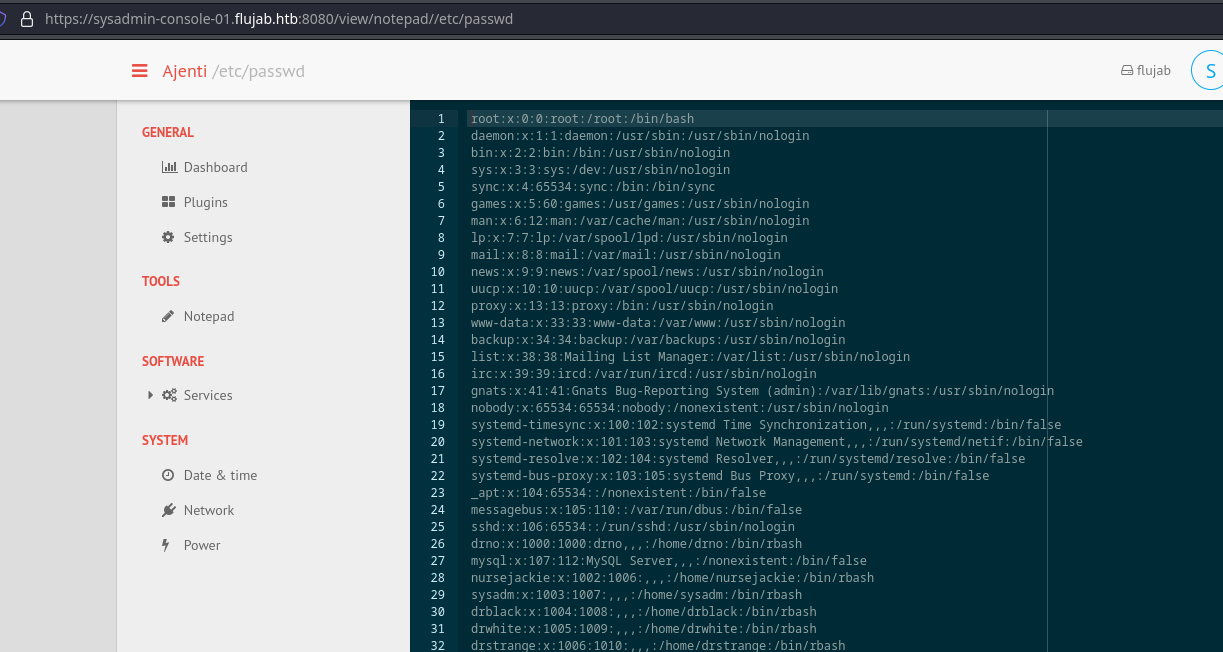 https://sysadmin-console-01.flujab.htb:8080/view/notepad//etc/passwd
Ajenti /etc/passwd
flujab
S
GENERAL
Dashboard
Plugins
Settings
TOOLS
Notepad
SOFTWARE
Services
SYSTEM
Date & time
Network
Power
1 root:x:0:0:root:/root:/bin/bash
2 daemon:x:1:1:daemon:/usr/sbin:/usr/sbin/nologin
3 bin:x:2:2:bin:/bin:/usr/sbin/nologin
4 sys:x:3:3:sys:/dev:/usr/sbin/nologin
5 sync:x:4:65534:sync:/bin:/bin/sync
6 games:x:5:60:games:/usr/games:/usr/sbin/nologin
7 man:x:6:12:man:/var/cache/man:/usr/sbin/nologin
8 lp:x:7:7:lp:/var/spool/lpd:/usr/sbin/nologin
9 mail:x:8:8:mail:/var/mail:/usr/sbin/nologin
10 news:x:9:9:news:/var/spool/news:/usr/sbin/nologin
11 uucp:x:10:10:uucp:/var/spool/uucp:/usr/sbin/nologin
12 proxy:x:13:13:proxy:/bin:/usr/sbin/nologin
13 www-data:x:33:33:www-data:/var/www:/usr/sbin/nologin
14 backup:x:34:34:backup:/var/backups:/usr/sbin/nologin
15 list:x:38:38:Mailing List Manager:/var/list:/usr/sbin/nologin
16 irc:x:39:39:ircd:/var/run/ircd:/usr/sbin/nologin
17 gnats:x:41:41:Gnats Bug-Reporting System (admin):/var/lib/gnats:/usr/sbin/nologin
18 nobody:x:65534:65534:nobody:/nonexistent:/usr/sbin/nologin
19 systemd-timesync:x:100:102:systemd Time Synchronization,,,:/run/systemd:/bin/false
20 systemd-network:x:101:103:systemd Network Management,,,:/run/systemd/netif:/bin/false
21 systemd-resolve:x:102:104:systemd Resolver,,,:/run/systemd/resolve:/bin/false
22 systemd-bus-proxy:x:103:105:systemd Bus Proxy,,,:/run/systemd:/bin/false
23 _apt:x:104:65534::/nonexistent:/bin/false
24 messagebus:x:105:110::/var/run/dbus:/bin/false
25 sshd:x:106:65534::/run/sshd:/usr/sbin/nologin
26 drno:x:1000:1000:drno,,,:/home/drno:/bin/rbash
27 mysql:x:107:112:MySQL Server,,,:/nonexistent:/bin/false
28 nursejackie:x:1002:1006:,,,:/home/nursejackie:/bin/rbash
29 sysadm:x:1003:1007:,,,:/home/sysadm:/bin/rbash
30 drblack:x:1004:1008:,,,:/home/drblack:/bin/rbash
31 drwhite:x:1005:1009:,,,:/home/drwhite:/bin/rbash
32 drstrange:x:1006:1010:,,,:/home/drstrange:/bin/rbash